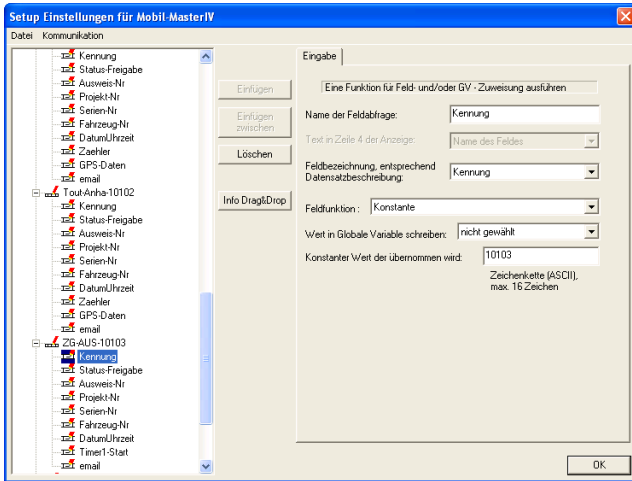 Setup Einstellungen für Mobil-MasterIV
Datei Kommunikation
Kennung
Status-Freigabe
Ausweis-Nr
Projekt-Nr
Serien-Nr
Fahrzeug-Nr
DatumUhrzeit
Zaehler
GPS-Daten
email
Tout-Anha-10102
Kennung
Status-Freigabe
Ausweis-Nr
Projekt-Nr
Serien-Nr
Fahrzeug-Nr
DatumUhrzeit
Zaehler
GPS-Daten
email
ZG-AUS-10103
Kennung
Status-Freigabe
Ausweis-Nr
Projekt-Nr
Serien-Nr
Fahrzeug-Nr
DatumUhrzeit
Timer1-Start
email
Einfügen
Einfügen
zwischen
Löschen
Info Drag&Drop
Eingabe
Eine Funktion für Feld- und/oder GV - Zuweisung ausführen
Name der Feldabfrage: Kennung
Text in Zeile 4 der Anzeige: Name des Feldes
Feldbezeichnung, entsprechend
Datensatzbeschreibung: Kennung
Feldfunktion : Konstante
Wert in Globale Variable schreiben: nicht gewählt
Konstanter Wert der übernommen wird: 10103
Zeichenkette (ASCII),
max. 16 Zeichen
OK